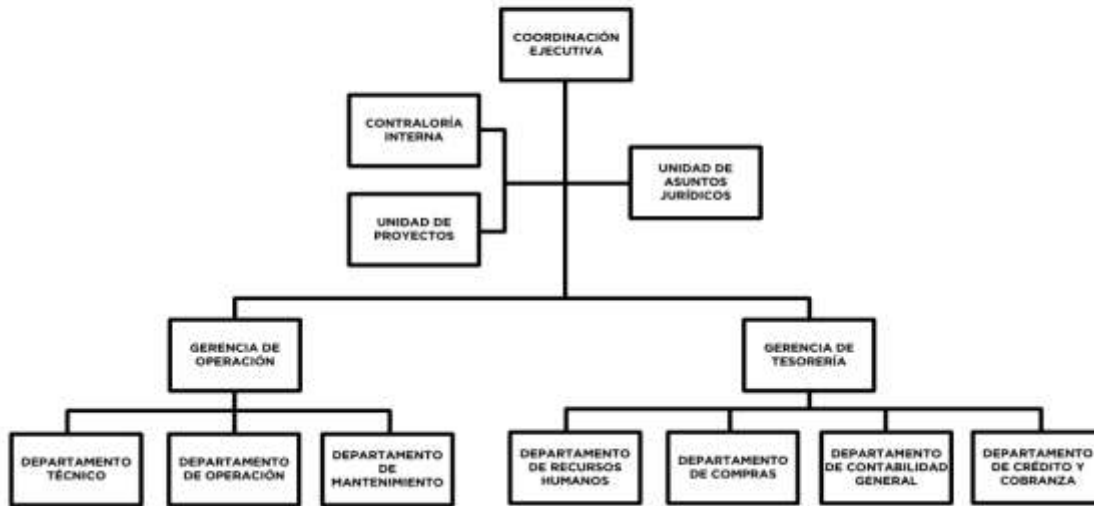 COORDINACIÓN
EJECUTIVA
CONTRALORÍA
INTERNA
UNIDAD DE
ASUNTOS
JURÍDICOS
UNIDAD DE
PROYECTOS
GERENCIA DE
OPERACIÓN
GERENCIA DE
TESORERÍA
DEPARTAMENTO
TÉCNICO
DEPARTAMENTO
DE OPERACIÓN
DEPARTAMENTO
DE
MANTENIMIENTO
DEPARTAMENTO
DE RECURSOS
HUMANOS
DEPARTAMENTO
DE COMPRAS
DEPARTAMENTO
DE CONTABILIDAD
GENERAL
DEPARTAMENTO
DE CRÉDITO Y
COBRANZA